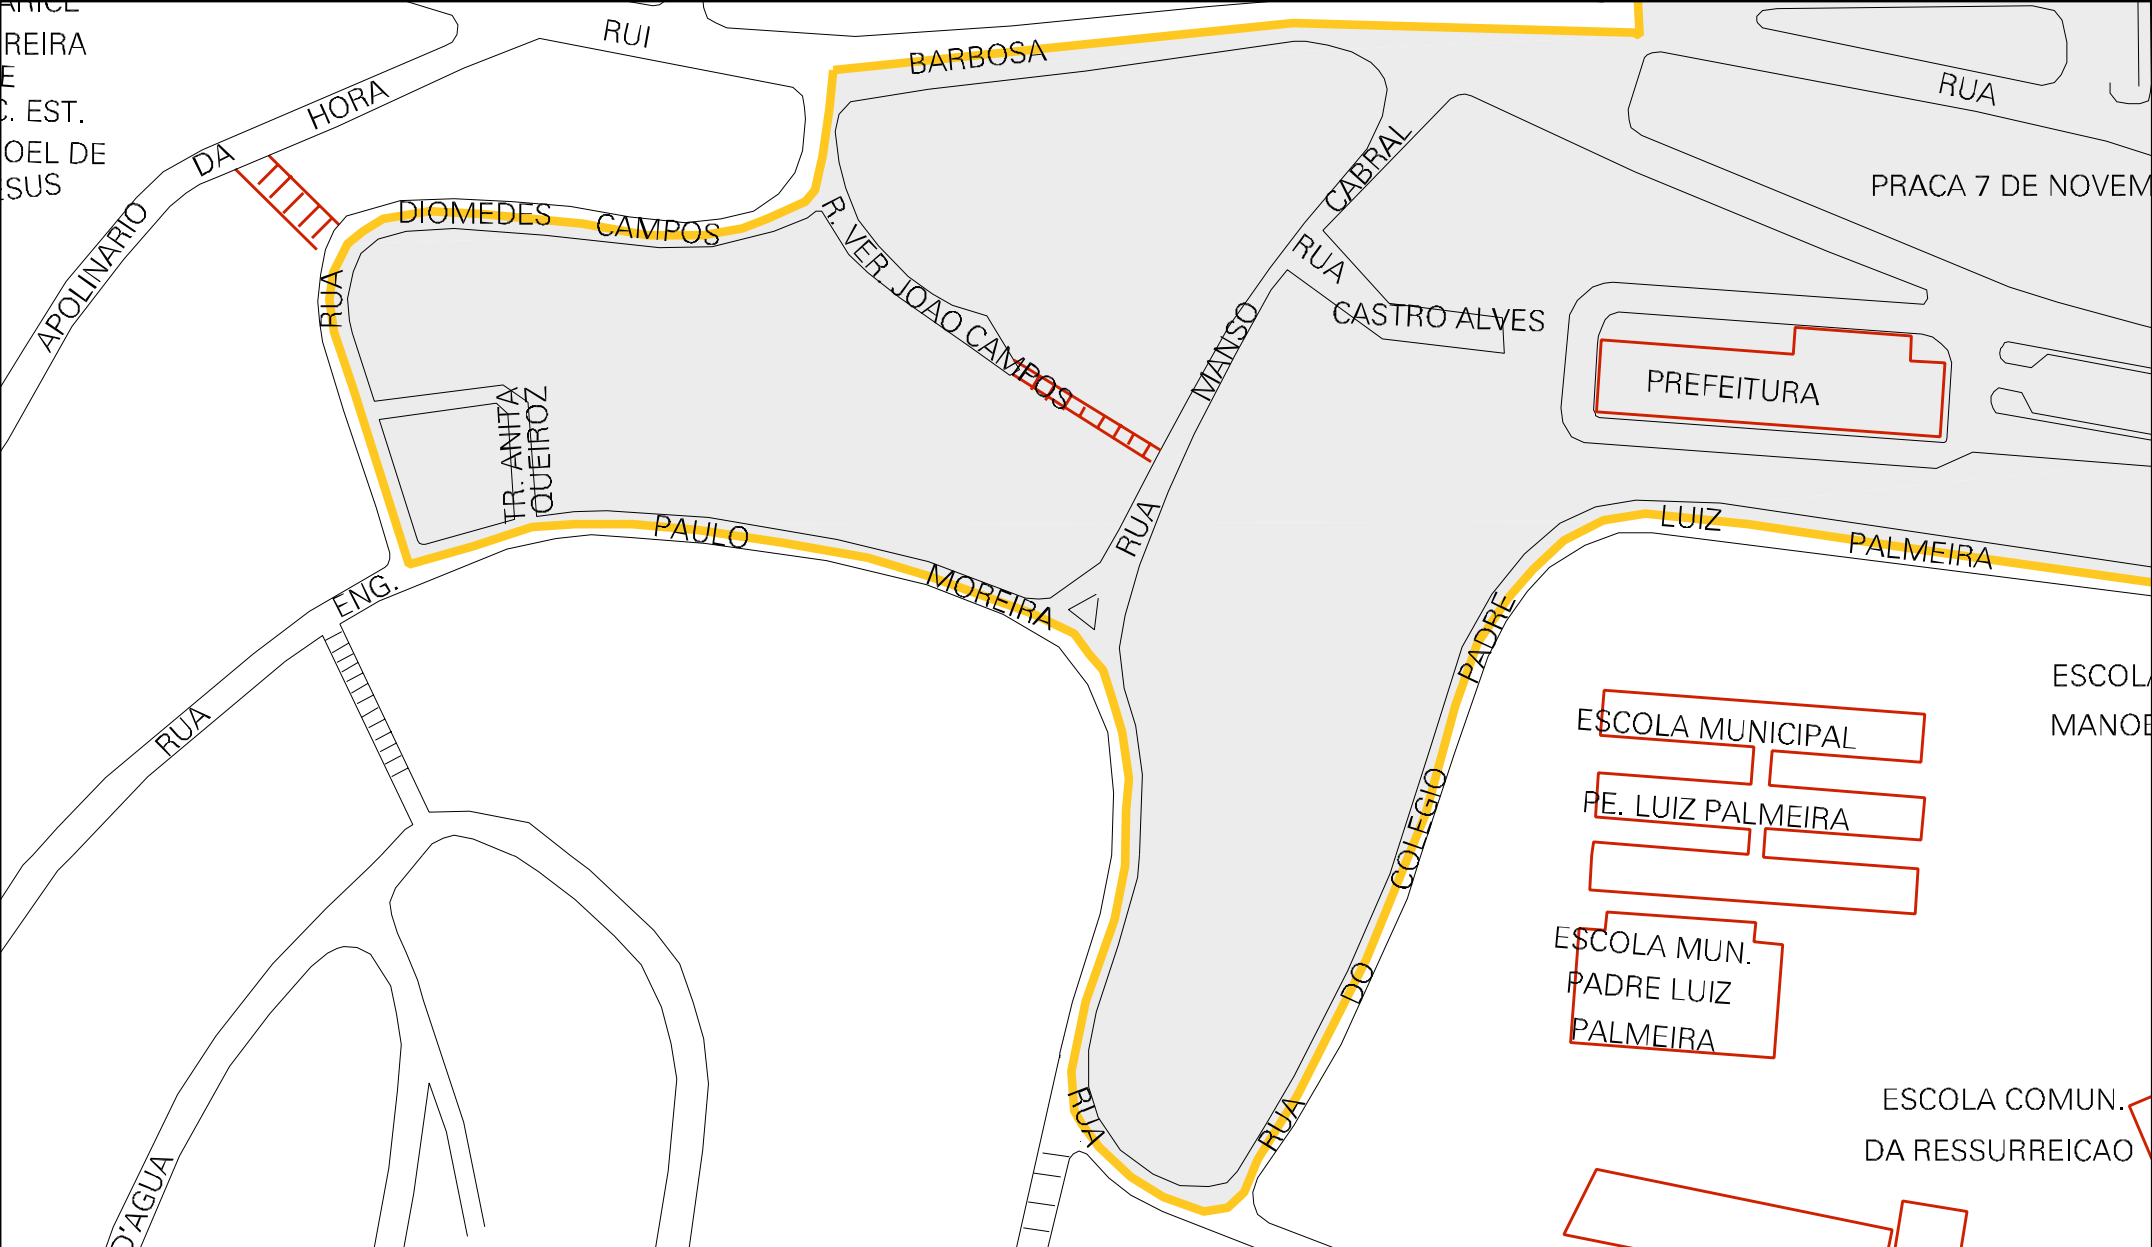 REIRA
E
C. EST.
OEL DE
SUS
RUI
BARBOSA
HORA
DA
APOLINARIO
DIOMEDES
CAMPOS
RUA
R. VER. JOAO CAMPOS
CABRAL
MANSO
RUA
RUA
CASTRO ALVES
RUA
PRACA 7 DE NOVEM
PREFEITURA
TR. ANITA
QUEIROZ
PAULO
MOREIRA
ENG.
RUA
LUIZ
PALMEIRA
PADRE
COLEGIO
DO
RUA
RUA
ESCOLA
MANOE
ESCOLA MUNICIPAL
PE. LUIZ PALMEIRA
ESCOLA MUN.
PADRE LUIZ
PALMEIRA
ESCOLA COMUN.
DA RESSURREICAO
D'AGUA